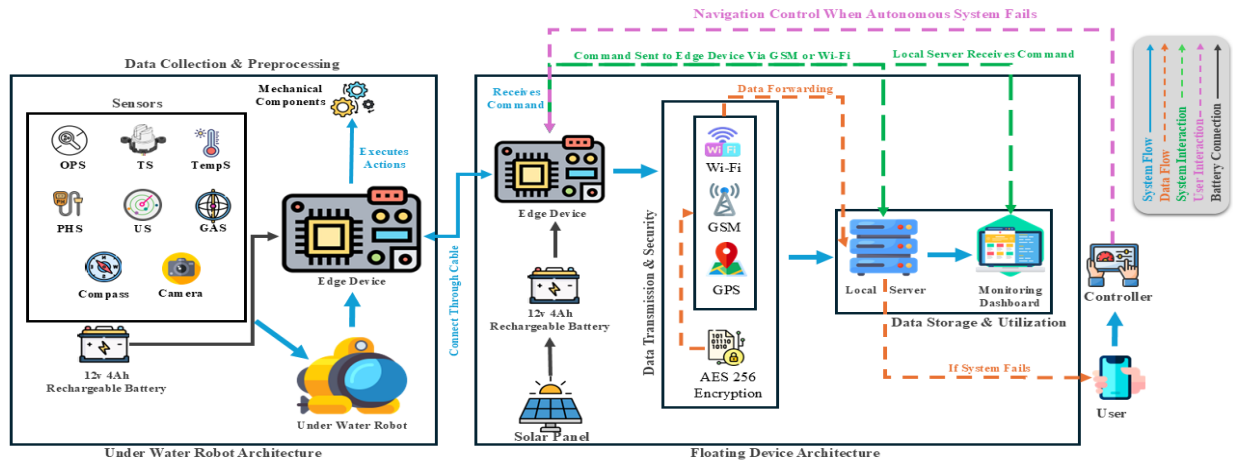 Navigation Control When Autonomous System Fails
Command Sent to Edge Device Via GSM or Wi-Fi
Local Server Receives Command
Data Collection & Preprocessing
Sensors
OPS
TS
TempS
PHS
US
GAS
Compass
Camera
12v 4Ah
Rechargeable Battery
Mechanical
Components
Executes
Actions
Edge Device
Under Water Robot
Under Water Robot Architecture
Connect Through Cable
Receives
Command
Edge Device
12v 4Ah
Rechargeable Battery
Solar Panel
Data Transmission & Security
Data Forwarding
Wi-Fi
Wi Fi
GSM
GPS
101
01110
1010
AES 256
Encryption
Local Server
Monitoring
Dashboard
Data Storage & Utilization
If System Fails
Floating Device Architecture
Controller
User
System Flow
Data Flow
System Interaction
User Interaction
Battery Connection